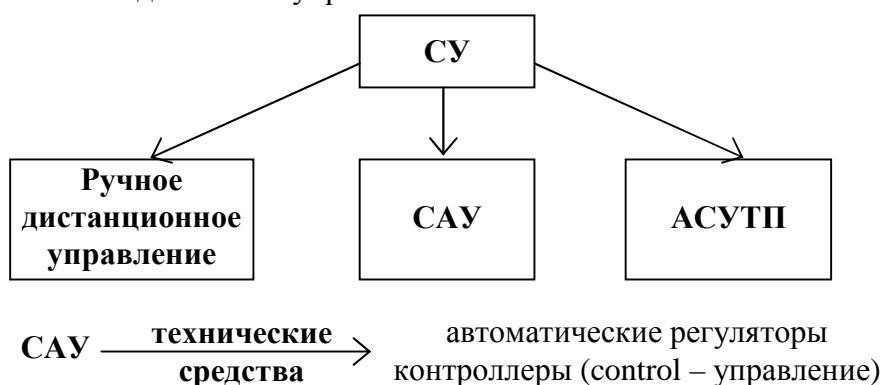 СУ
Ручное
дистанционное
управление
САУ
АСУТП
САУ
технические
средства
автоматические регуляторы
контроллеры (control – управление)